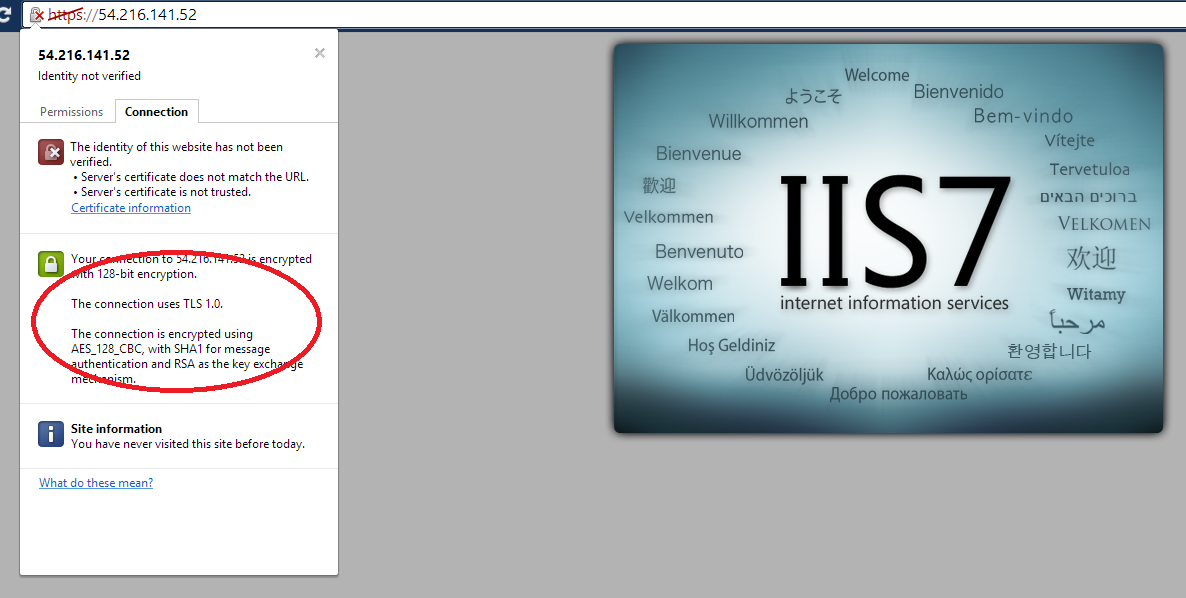 https://54.216.141.52
54.216.141.52
Identity not verified
Permissions
Connection
The identity of this website has not been
verified.
• Server's certificate does not match the URL.
• Server's certificate is not trusted.
Certificate information
Your connection to 54.216.141.52 is encrypted
with 128-bit encryption.
The connection uses TLS 1.0.
The connection is encrypted using
AES_128_CBC, with SHA1 for message
authentication and RSA as the key exchange
mechanism.
Site information
You have never visited this site before today.
What do these mean?
Welcome
ようこそ
Bienvenido
Willkommen
Bem-vindo
Bienvenue
Vítejte
歡迎
Tervetuloa
Velkommen
ברוכים הבאים
VELKOMEN
Benvenuto
欢迎
Welkom
Witamy
Välkommen
مرحباً
Hoş Geldiniz
환영합니다
Üdvözöljük
Καλώς ορίσατε
Добро пожаловать
IIS7
internet information services